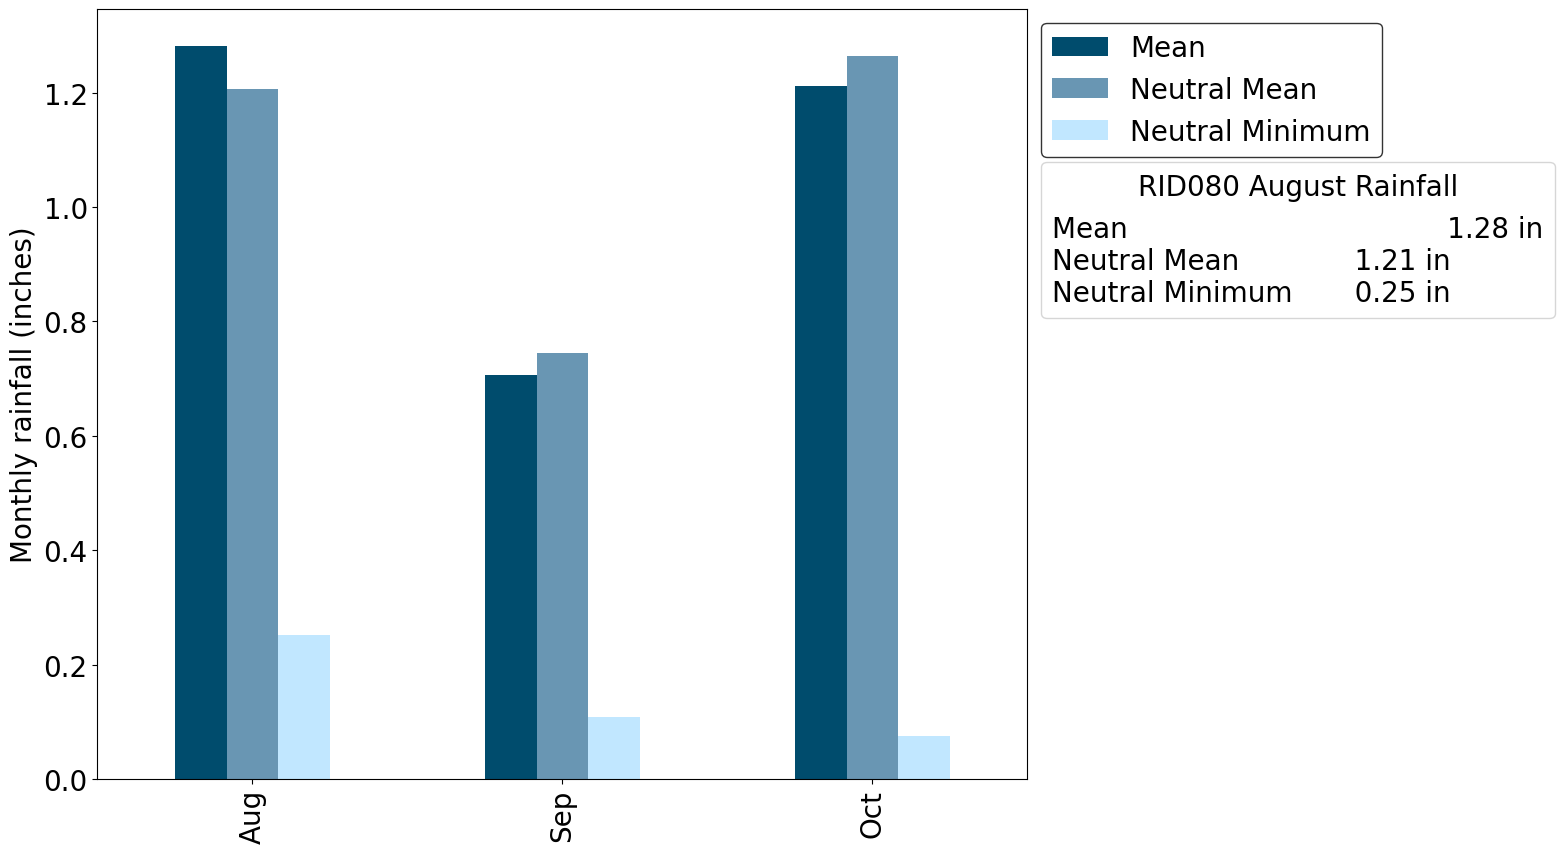 Monthly rainfall (inches)
1.2
1.0
0.8
0.6
0.4
0.2
0.0
Aug
Sep
Oct
Mean
Neutral Mean
Neutral Minimum
RID080 August Rainfall
Mean 1.28 in
Neutral Mean 1.21 in
Neutral Minimum 0.25 in